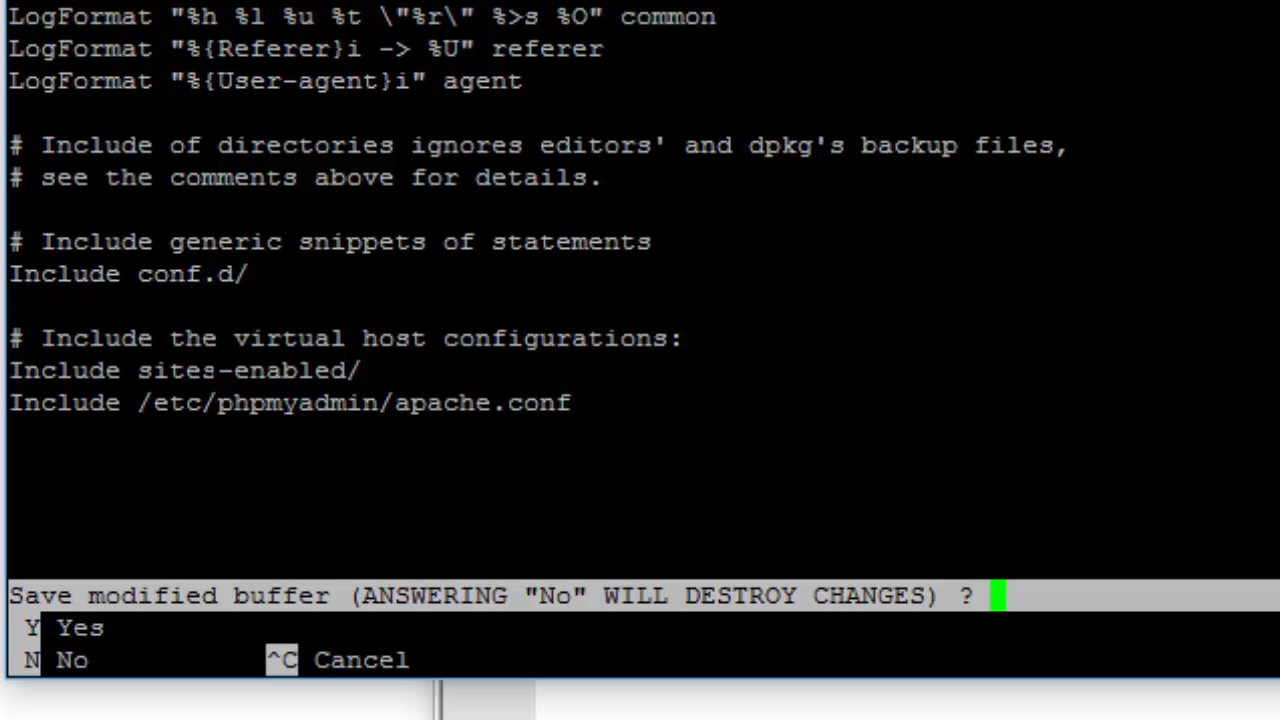 LogFormat "%h %l %u %t \"%r\" %>s %O" common
LogFormat "%{Referer}i -> %U" referer
LogFormat "%{User-agent}i" agent
# Include of directories ignores editors' and dpkg's backup files,
# see the comments above for details.
# Include generic snippets of statements
Include conf.d/
# Include the virtual host configurations:
Include sites-enabled/
Include /etc/phpmyadmin/apache.conf
Save modified buffer (ANSWERING "No" WILL DESTROY CHANGES) ?
Y Yes
N No ^C Cancel